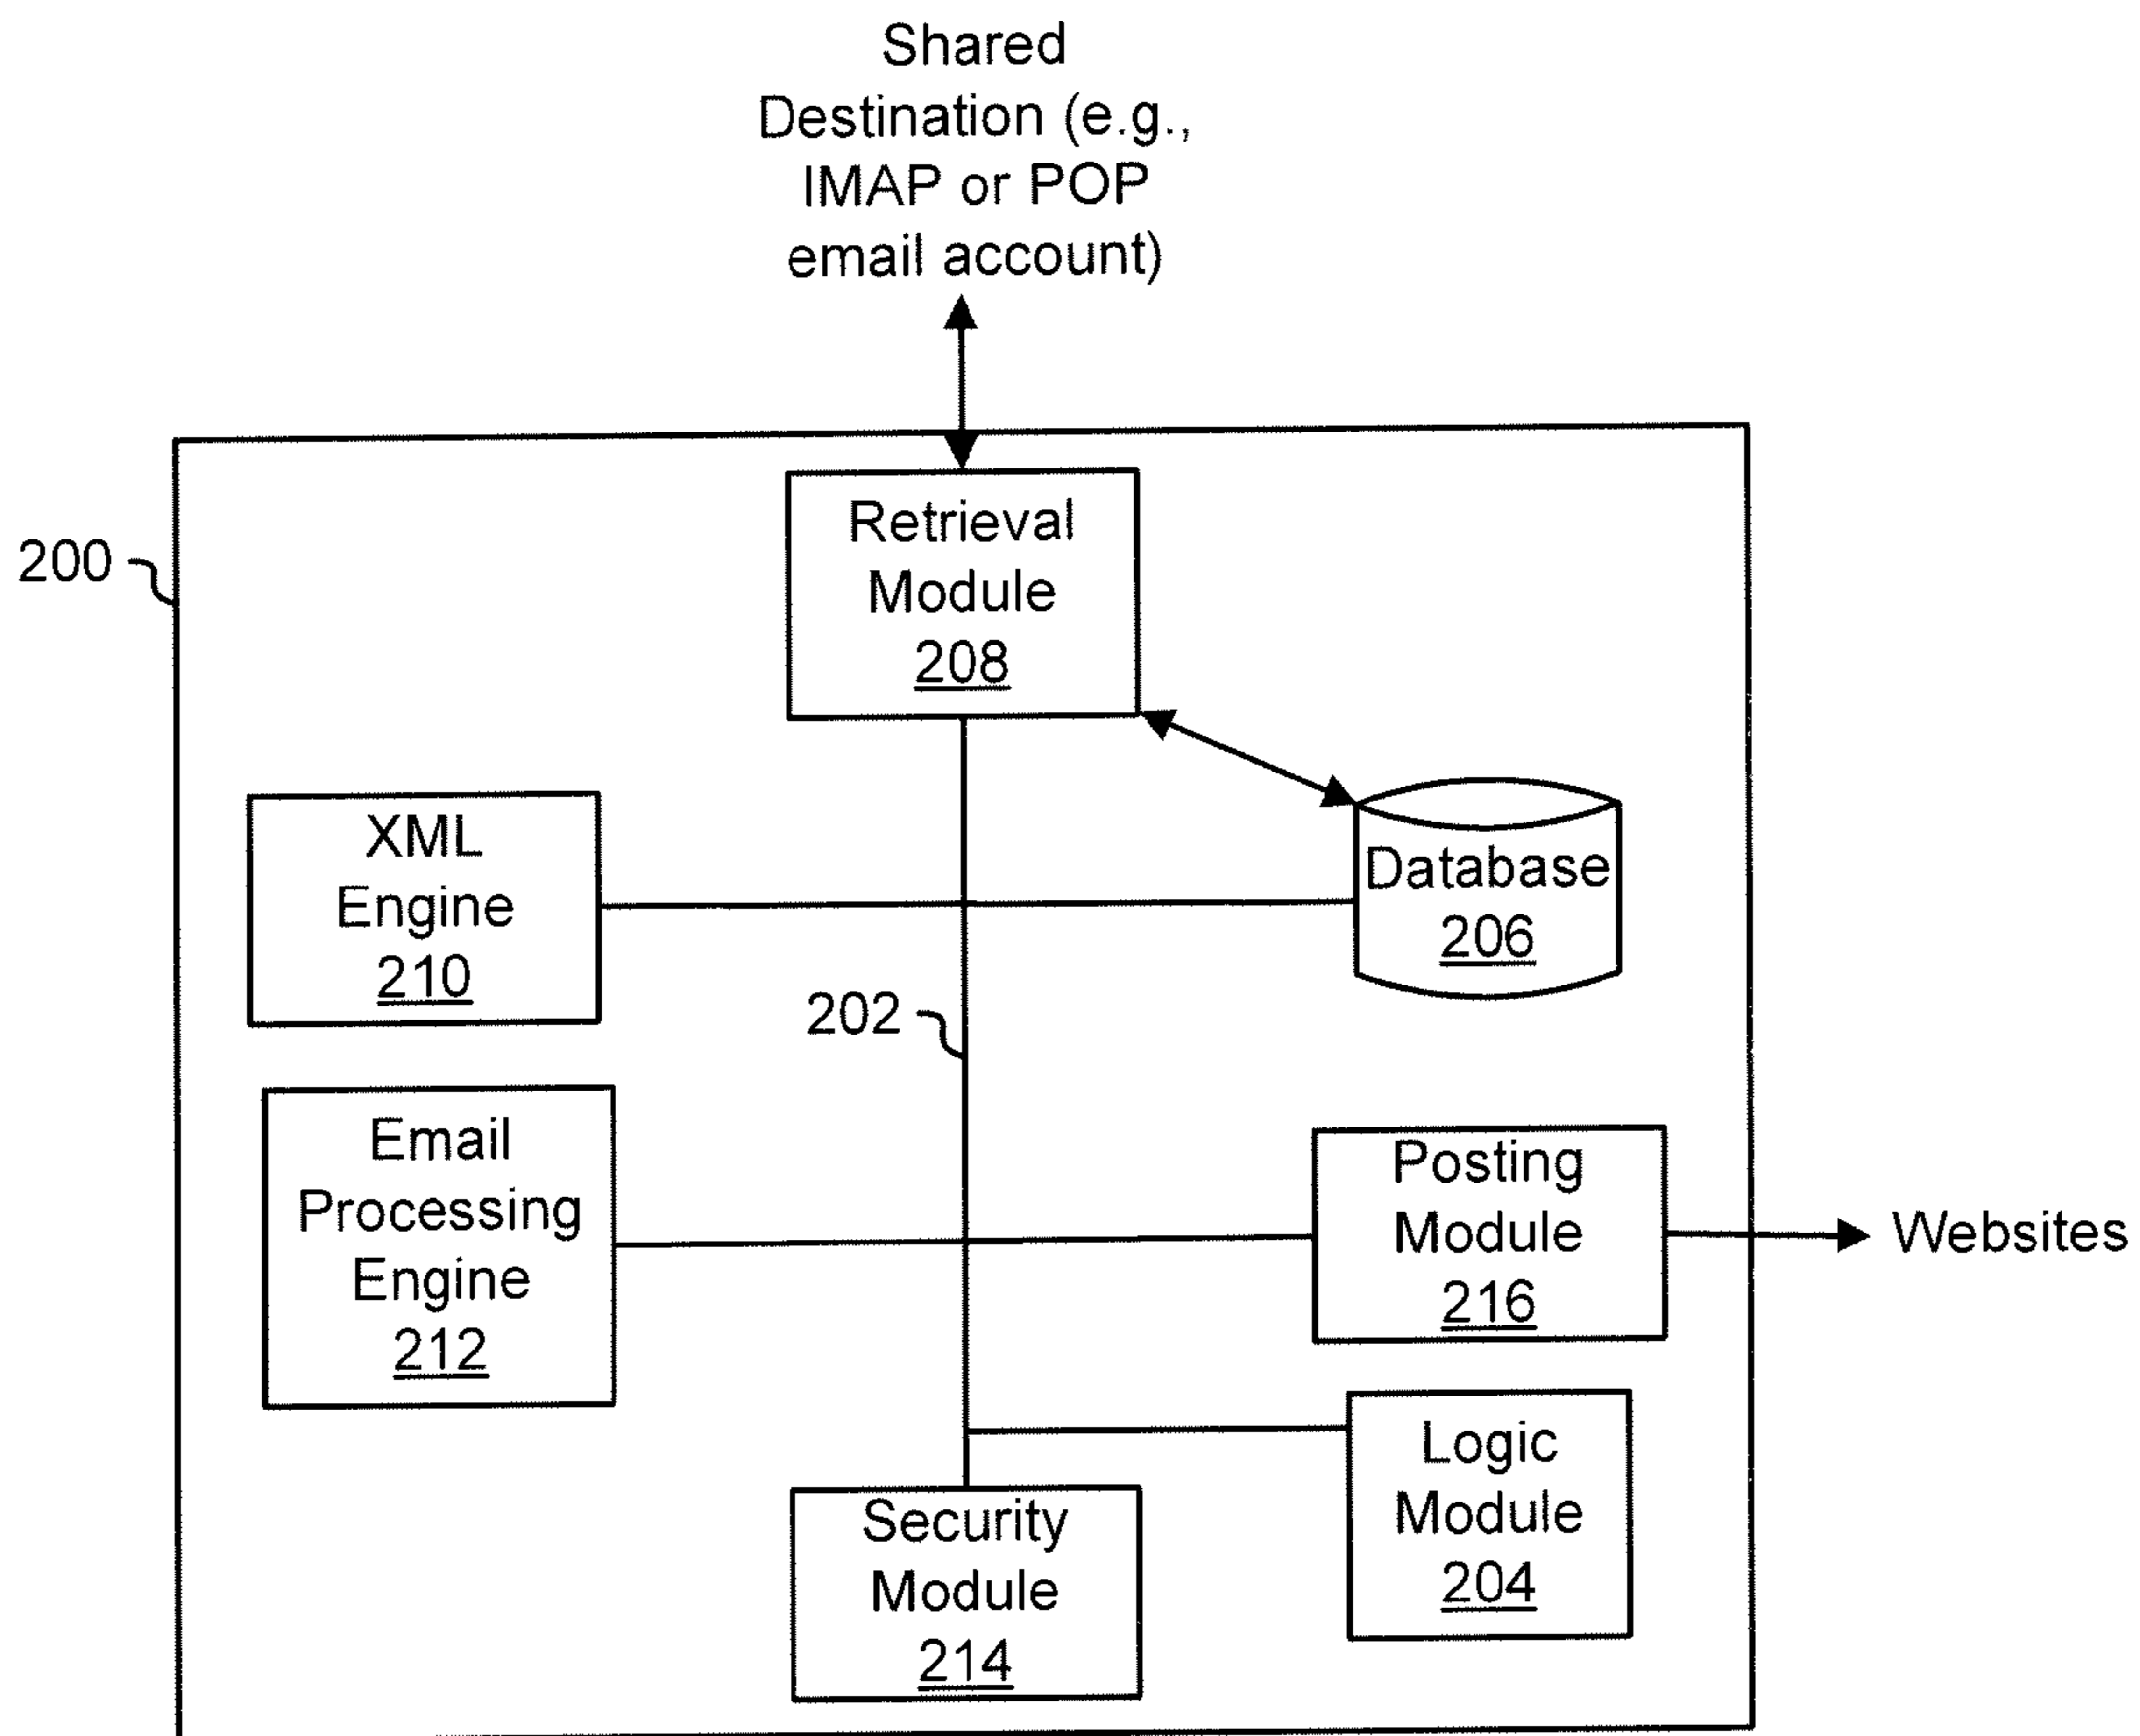 Shared
Destination (e.g.,
IMAP or POP
email account)
200
Retrieval
Module
208
XML
Engine
210
Database
206
202
Email
Processing
Engine
212
Posting
Module
216
Websites
Logic
Module
204
Security
Module
214